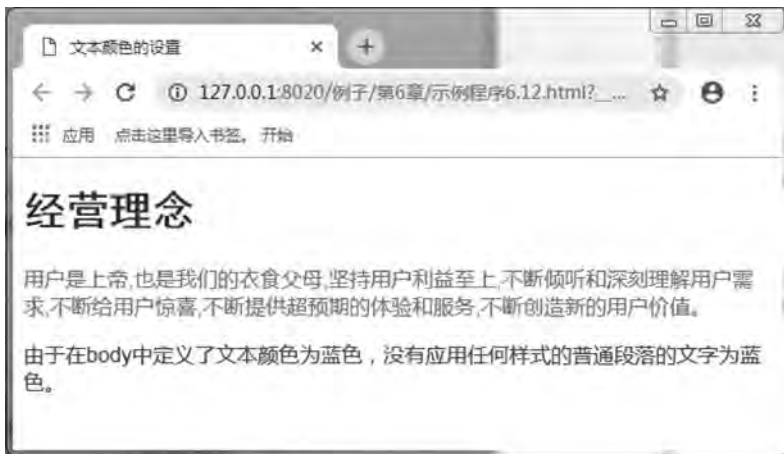 文本颜色的设置
127.0.0.1:8020/例子/第6章/示例程序6.12.html?__...
应用 点击这里导入书签。 开始
经营理念
用户是上帝,也是我们的衣食父母,坚持用户利益至上,不断倾听和深刻理解用户需
求,不断给用户惊喜,不断提供超预期的体验和服务,不断创造新的用户价值。
由于在body中定义了文本颜色为蓝色，没有应用任何样式的普通段落的文字为蓝
色。